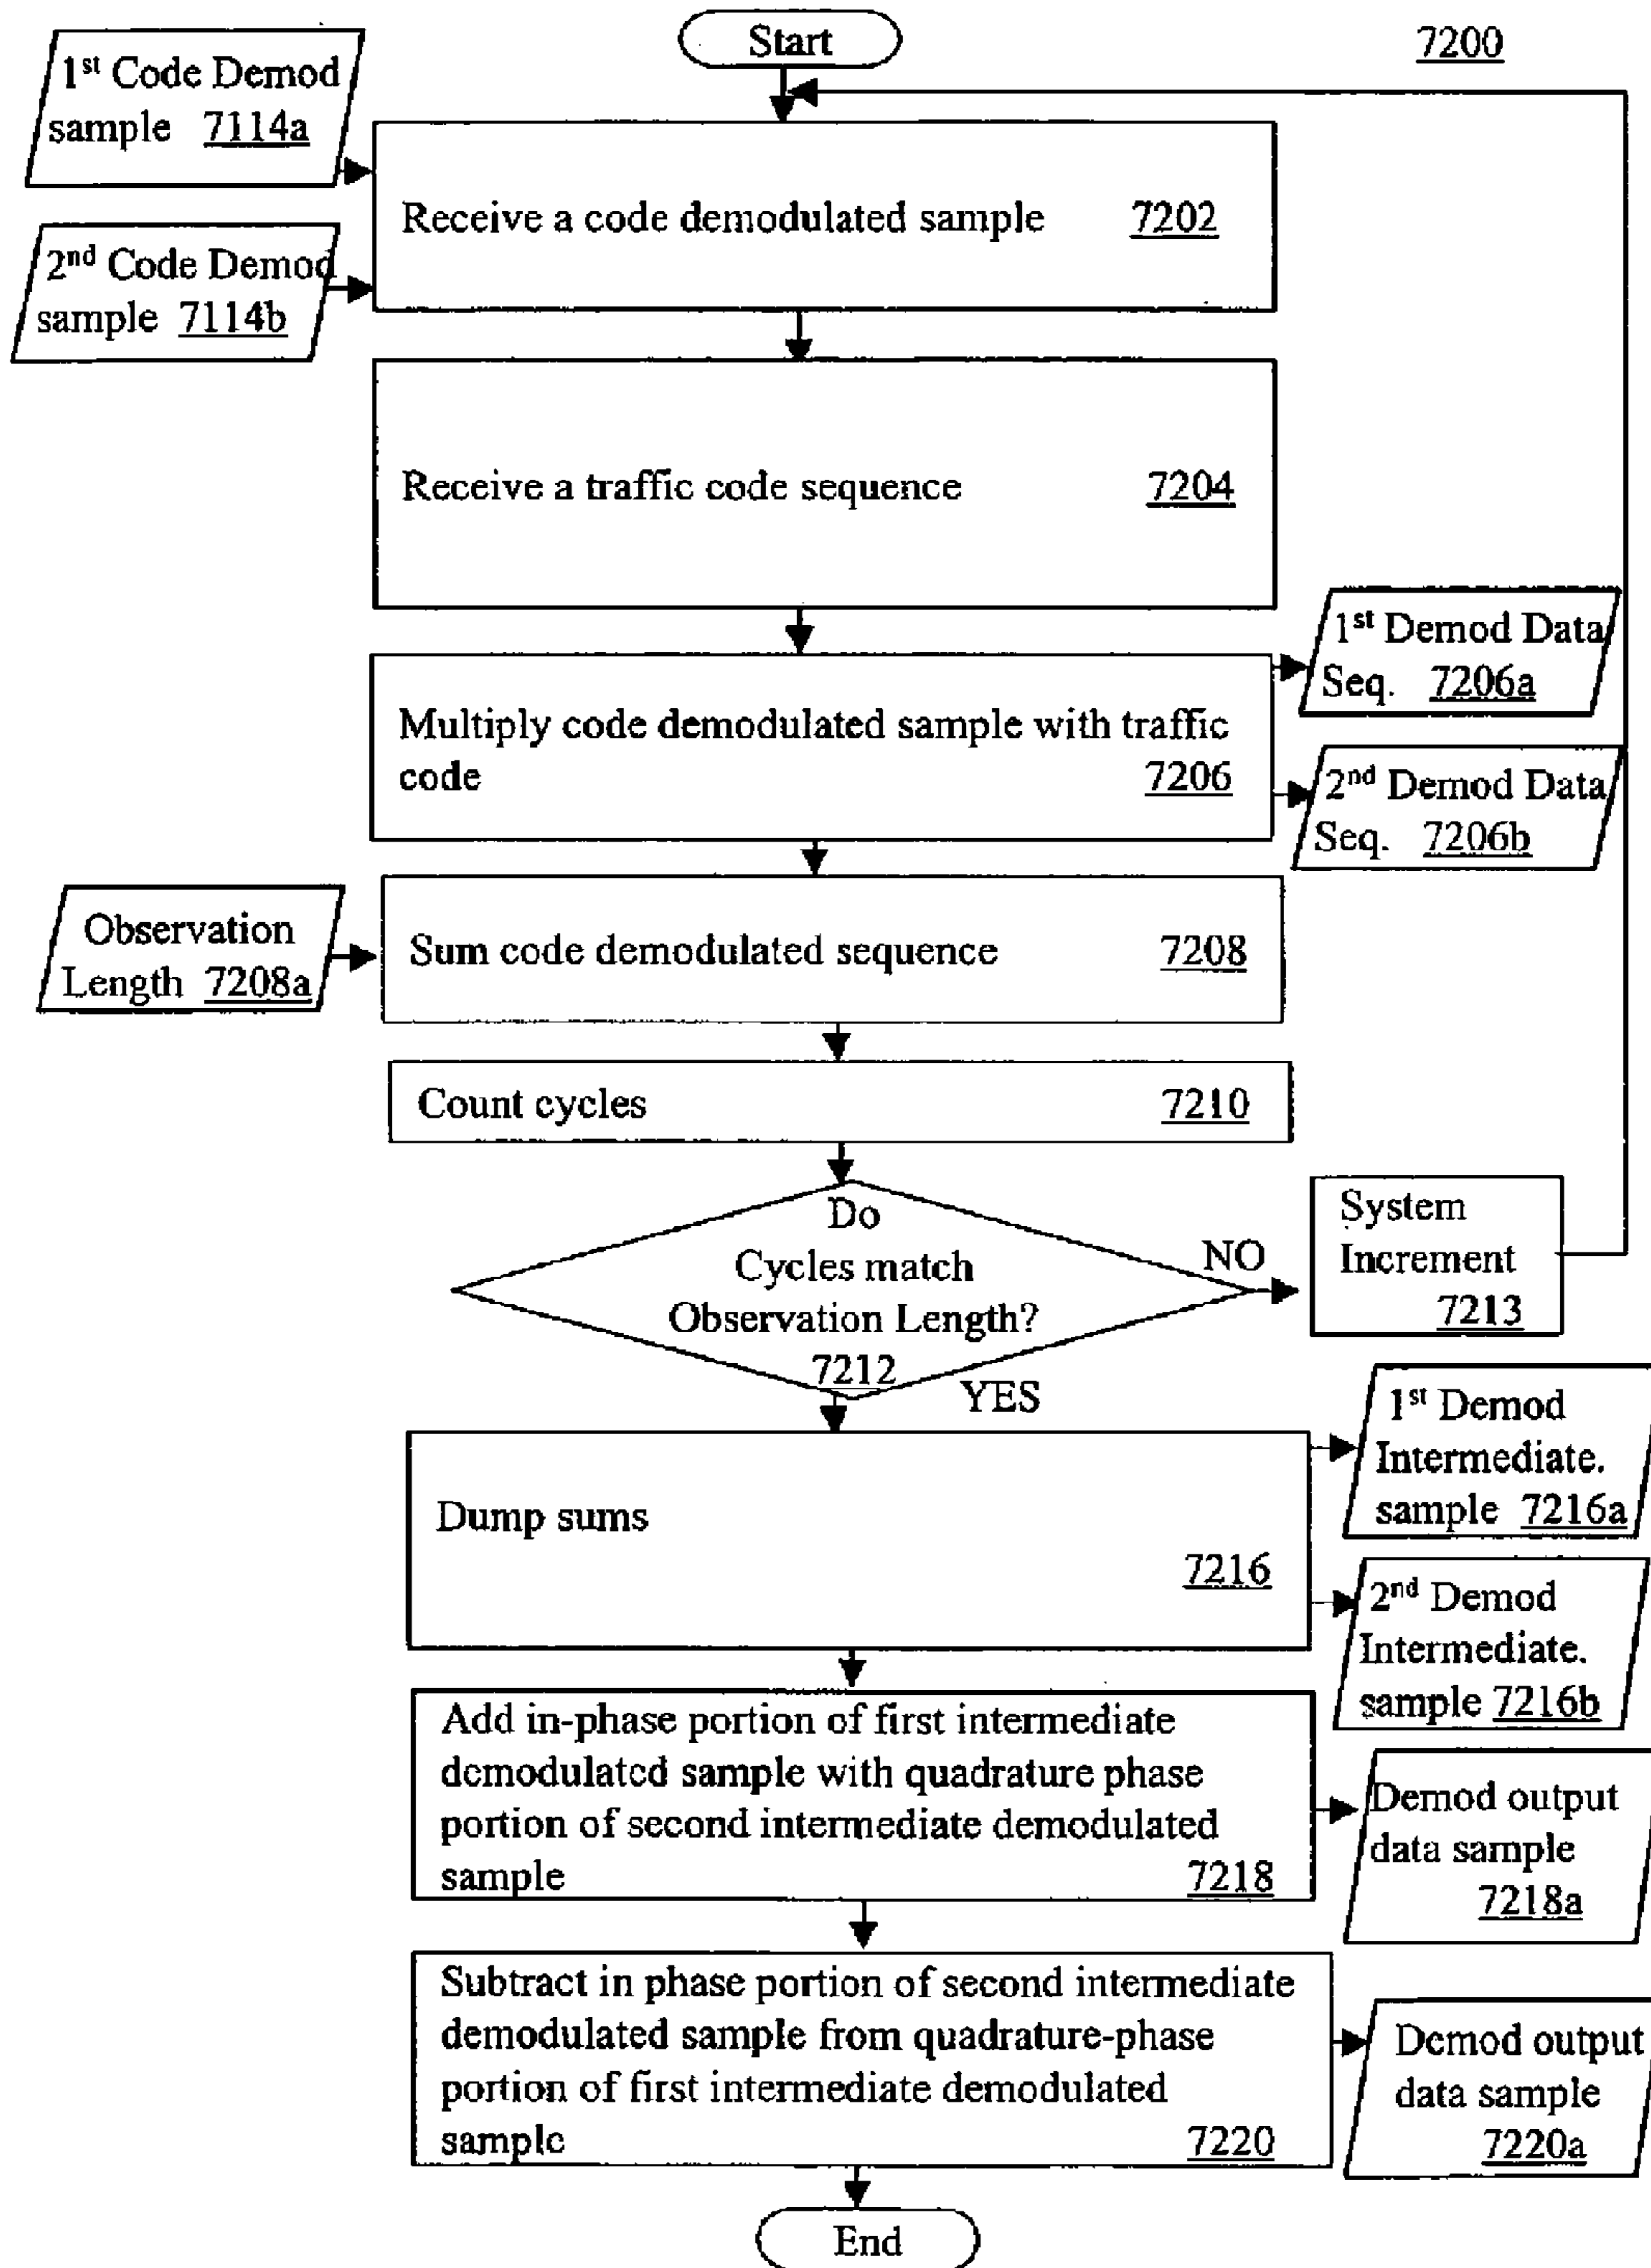 Start
7200
1st Code Demod
sample 7114a
Receive a code demodulated sample 7202
2nd Code Demod
sample 7114b
Receive a traffic code sequence 7204
1st Demod Data
Seq. 7206a
Multiply code demodulated sample with traffic
code 7206
2nd Demod Data
Seq. 7206b
Observation
Length 7208a
Sum code demodulated sequence 7208
Count cycles 7210
Do
Cycles match
Observation Length?
7212
NO
System
Increment
7213
YES
1st Demod
Intermediate.
sample 7216a
Dump sums
7216
2nd Demod
Intermediate.
sample 7216b
Add in-phase portion of first intermediate
demodulated sample with quadrature phase
portion of second intermediate demodulated
sample 7218
Demod output
data sample
7218a
Subtract in phase portion of second intermediate
demodulated sample from quadrature-phase
portion of first intermediate demodulated
sample 7220
Demod output
data sample
7220a
End